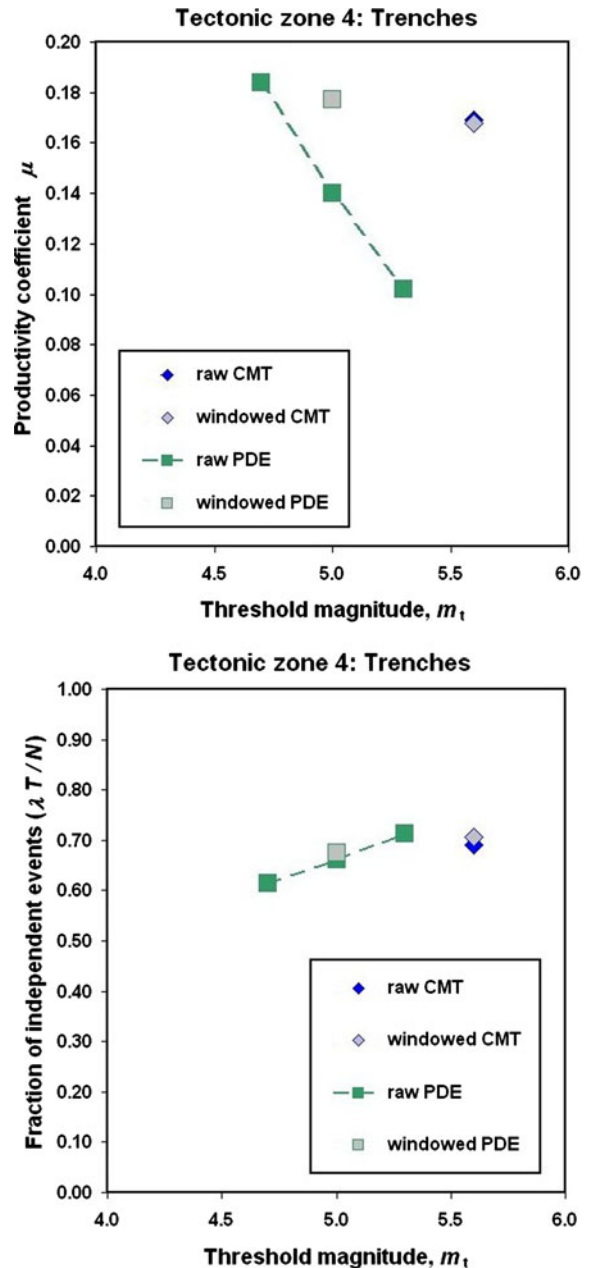 Tectonic zone 4: Trenches
0.20
0.18
0.16
0.14
0.12
0.10
0.08
0.06
0.04
0.02
0.00
Productivity coefficient μ
raw CMT
windowed CMT
raw PDE
windowed PDE
4.0 4.5 5.0 5.5 6.0
Threshold magnitude, mt
Tectonic zone 4: Trenches
1.00
0.90
0.80
0.70
0.60
0.50
0.40
0.30
0.20
0.10
0.00
Fraction of independent events (λ T / N)
raw CMT
windowed CMT
raw PDE
windowed PDE
4.0 4.5 5.0 5.5 6.0
Threshold magnitude, mt